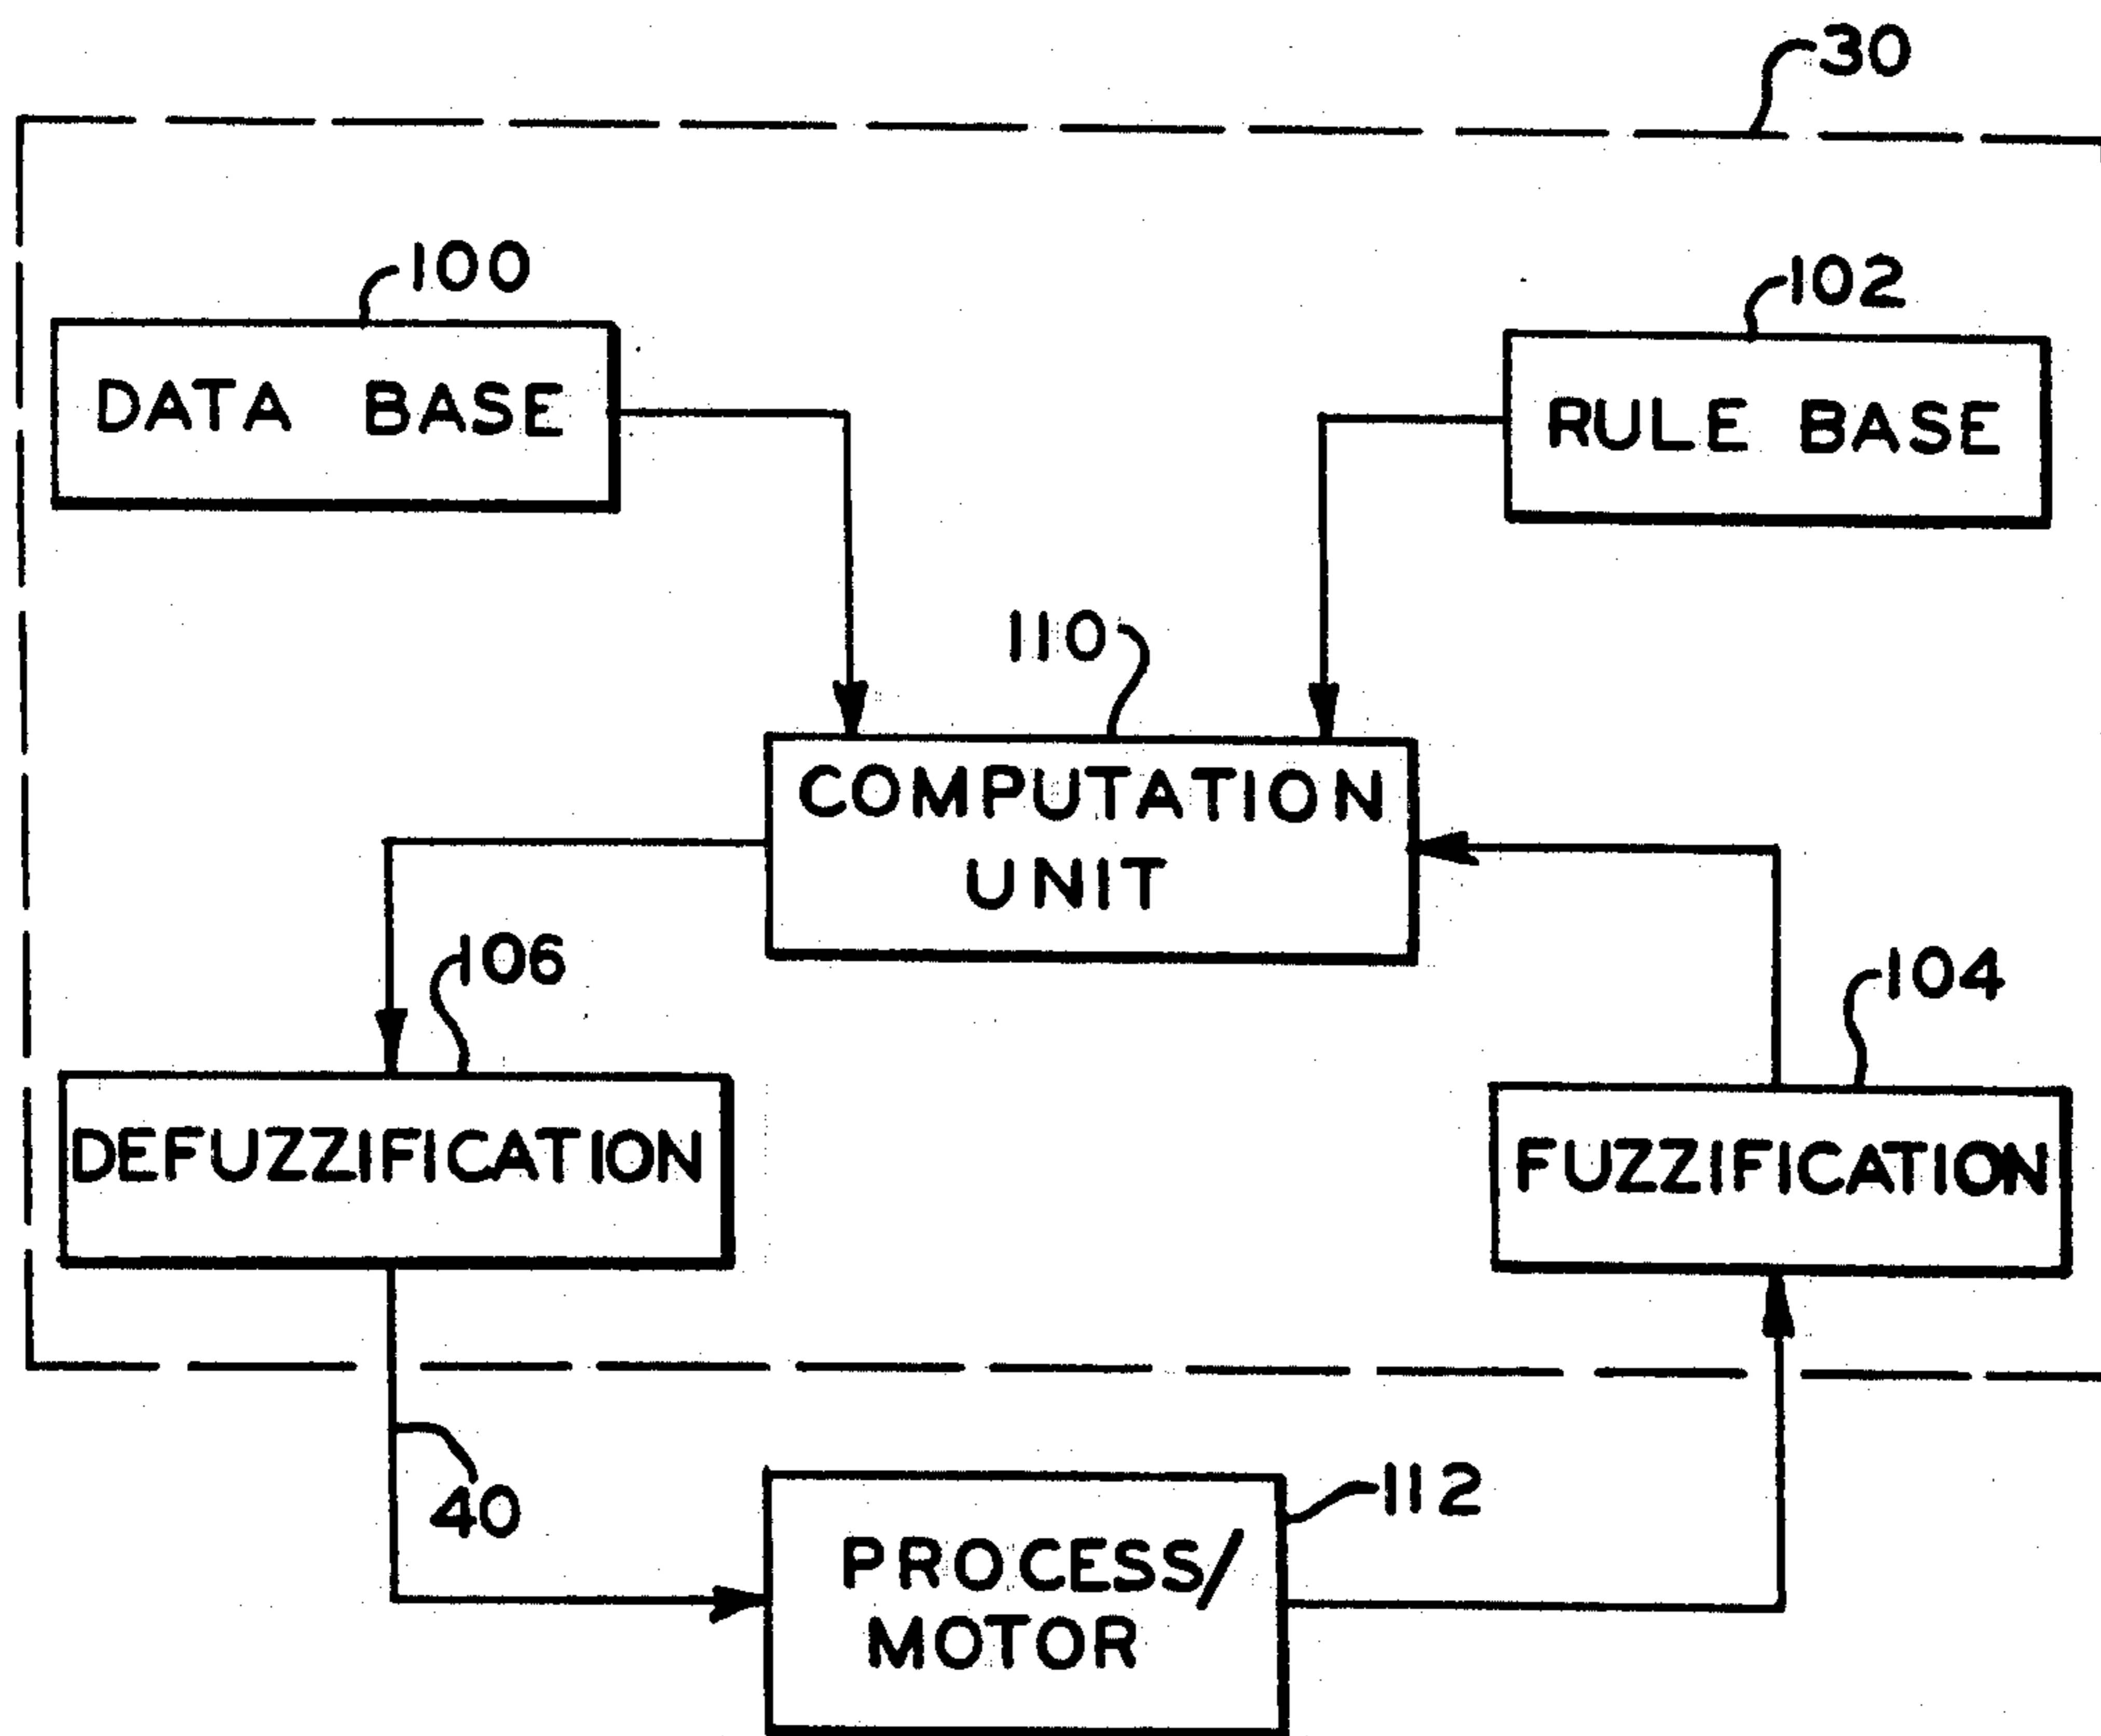 30
100
102
DATA BASE
RULE BASE
110
COMPUTATION
UNIT
106
104
DEFUZZIFICATION
FUZZIFICATION
40
112
PROCESS/
MOTOR